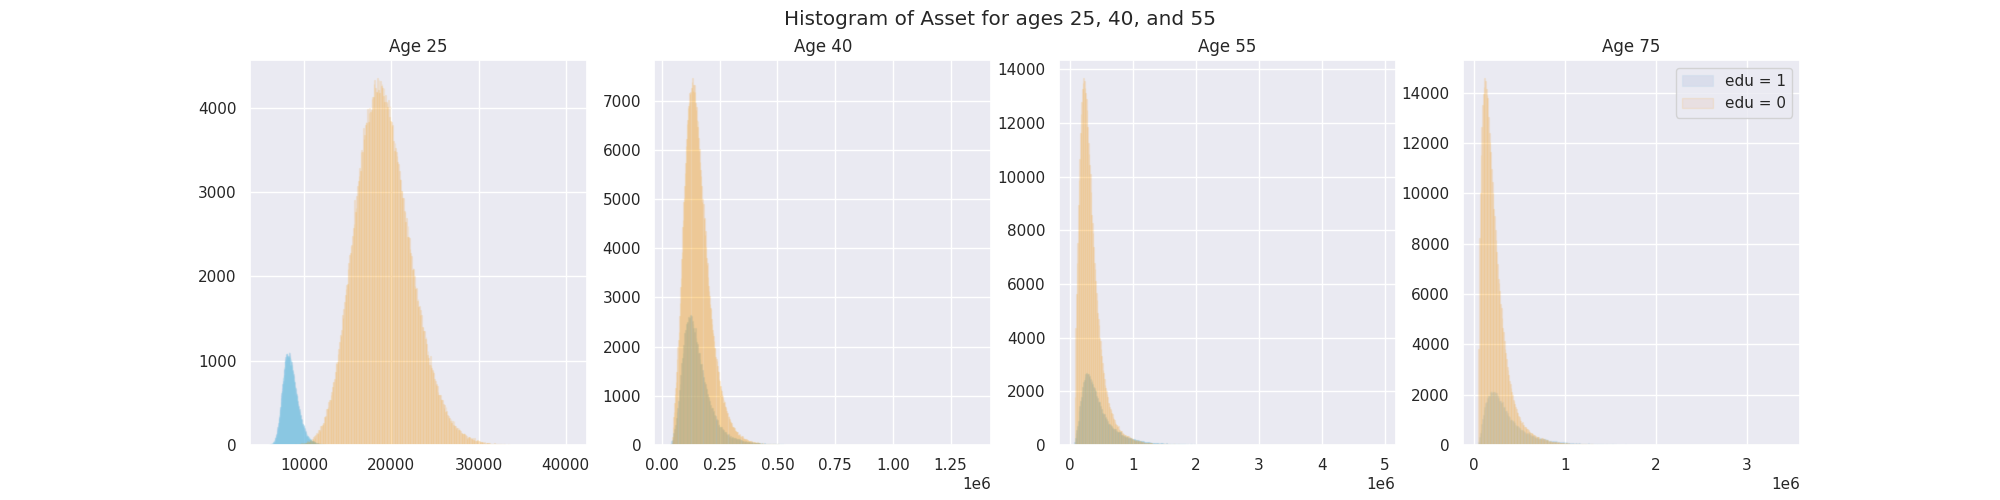 Histogram of Asset for ages 25, 40, and 55
Age 25
4000
3000
2000
1000
0
10000 20000 30000 40000
Age 40
7000
6000
5000
4000
3000
2000
1000
0
0.00 0.25 0.50 0.75 1.00 1.25
1e6
Age 55
14000
12000
10000
8000
6000
4000
2000
0
0 1 2 3 4 5
1e6
Age 75
edu = 1
edu = 0
14000
12000
10000
8000
6000
4000
2000
0
0 1 2 3
1e6